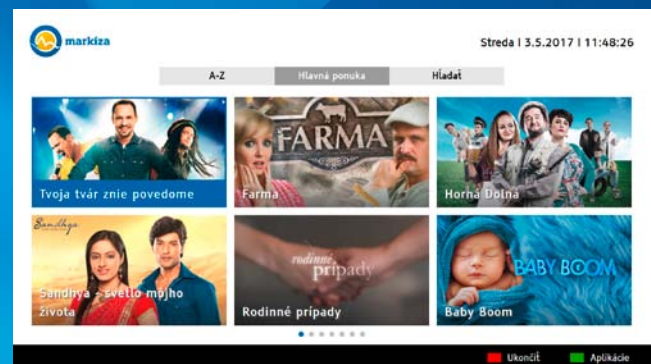 markíza
Streda | 3.5.2017 | 11:48:26
A-Z
Hlavná ponuka
Hľadať
Tvoja tvár znie povedome
FARMA
Farma
Horná Dolná
Sandhya
Sandhya - svetlo môjho
života
rodinné
prípady
Rodinné prípady
BABY BOOM
Baby Boom
Ukončiť
Aplikácie